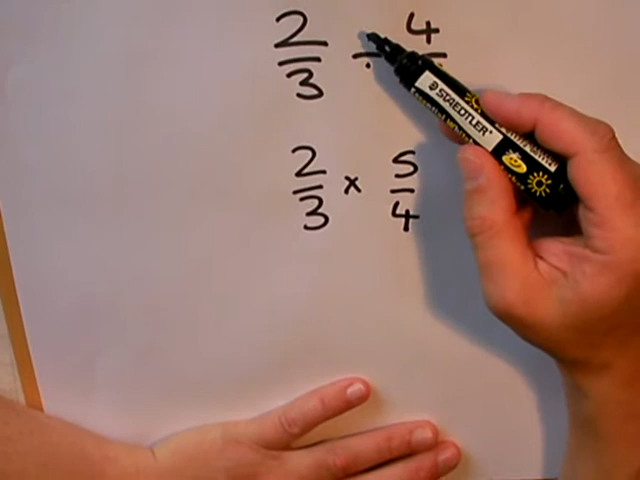 2/3 ÷ 4
2/3 × 5/4
STAEDTLER